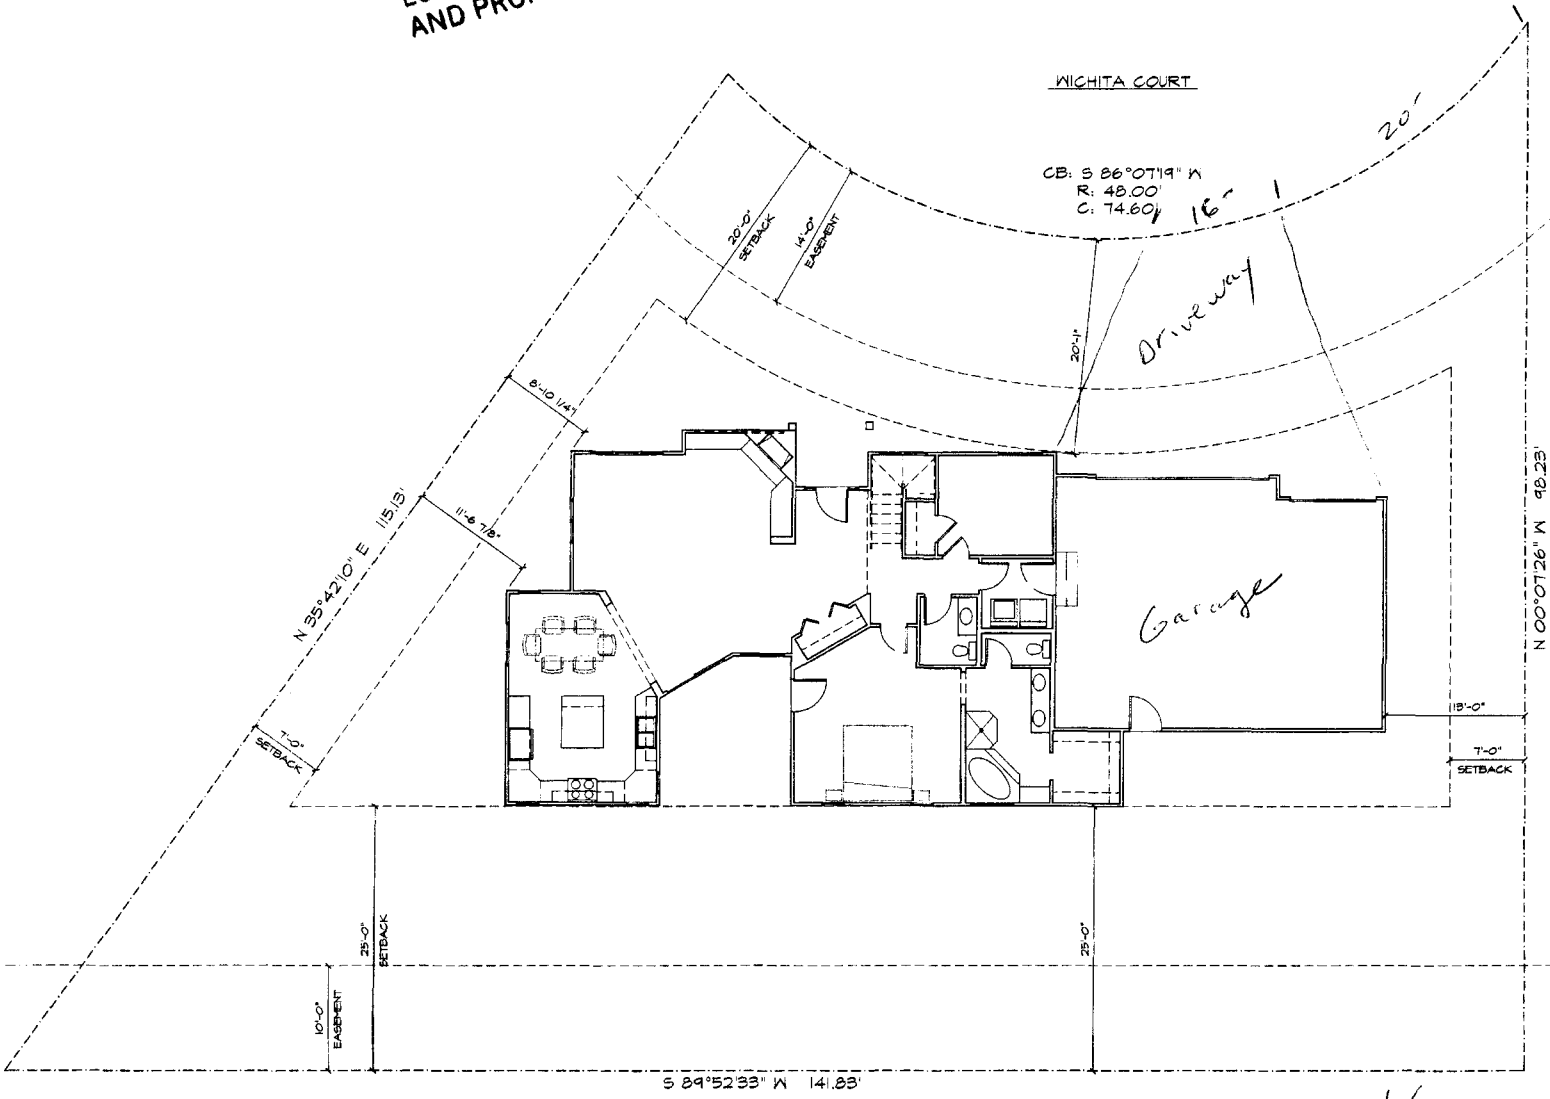 AND PRO
WICHITA COURT
20'
CB: S 86°07'19" W
R: 48.00'
C: 74.60'
16'
20'-0"
SETBACK
14'-0"
EASEMENT
Driveway
20'-1"
8'-10 1/4"
N 35°42'10" E 115.13'
11'-6 7/8"
N 00°07'26" W 98.23'
Garage
7'-0"
SETBACK
13'-0"
7'-0"
SETBACK
25'-0"
SETBACK
25'-0"
10'-0"
EASEMENT
S 89°52'33" W 141.83'